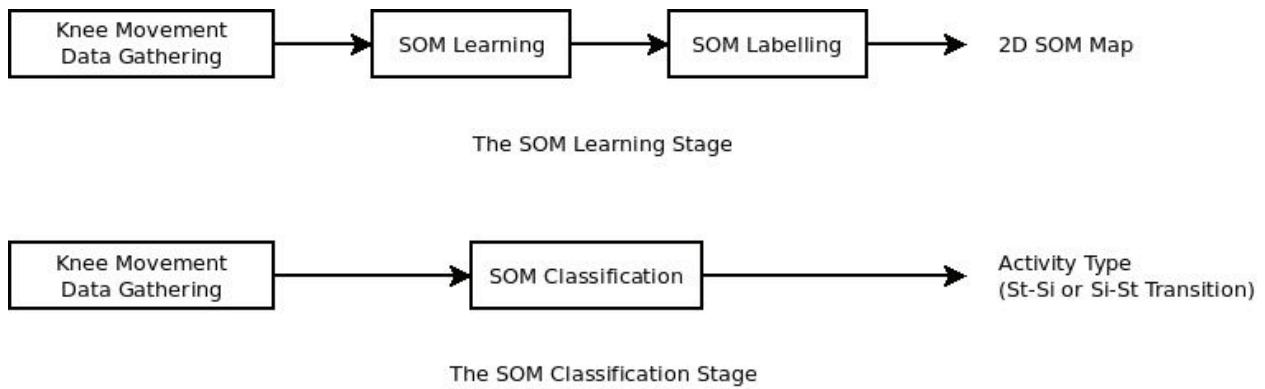 Knee Movement
Data Gathering
SOM Learning
SOM Labelling
2D SOM Map
The SOM Learning Stage
Knee Movement
Data Gathering
SOM Classification
Activity Type
(St-Si or Si-St Transition)
The SOM Classification Stage